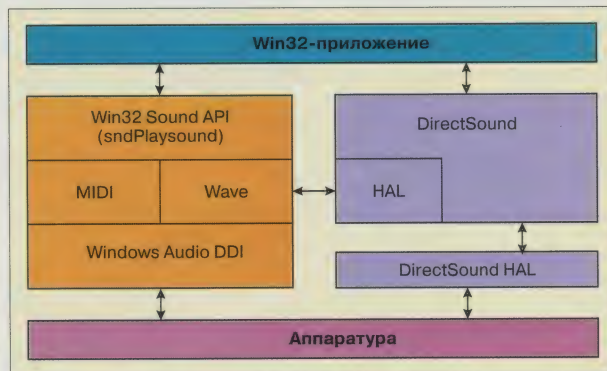 Win32-приложение
Win32 Sound API
(sndPlaysound)
MIDI
Wave
Windows Audio DDI
DirectSound
HAL
DirectSound HAL
Аппаратура